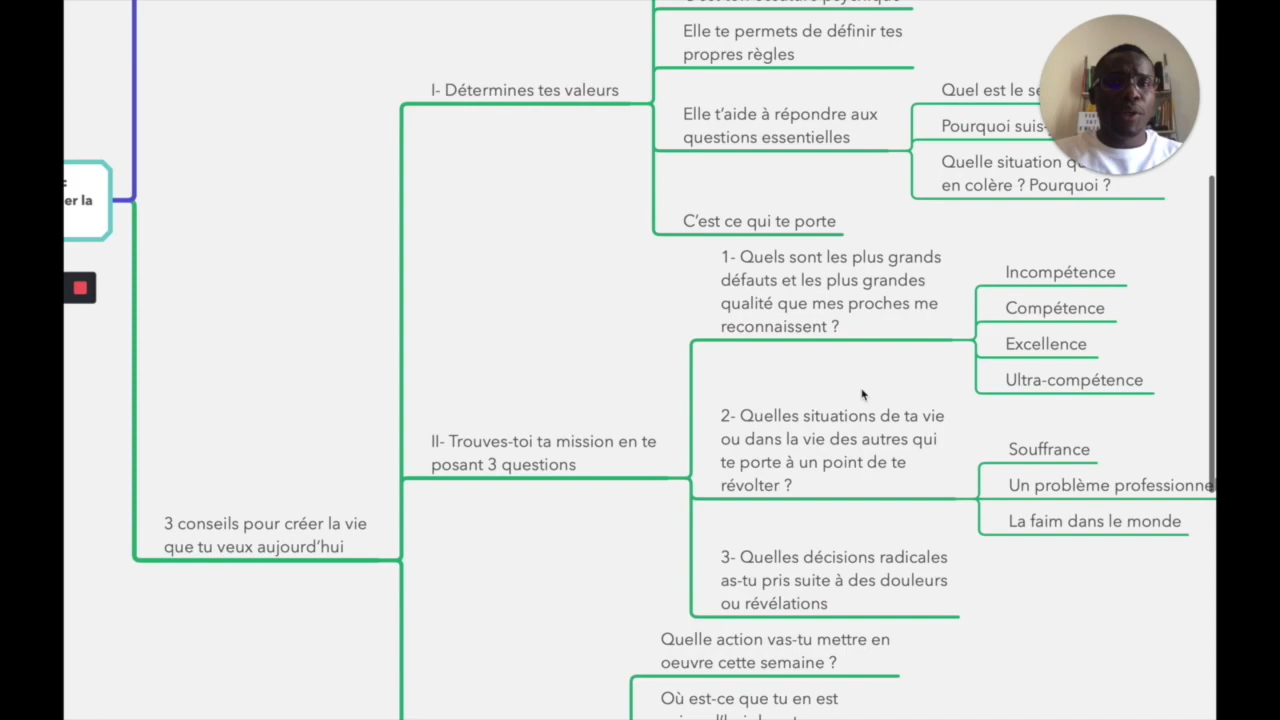 Elle te permets de définir tes
propres règles
I- Détermines tes valeurs
Elle t'aide à répondre aux
questions essentielles
Quel est le
Pourquoi suis-
Quelle situation
en colère ? Pourquoi ?
C'est ce qui te porte
er la
1- Quels sont les plus grands
défauts et les plus grandes
qualité que mes proches me
reconnaissent ?
Incompétence
Compétence
Excellence
Ultra-compétence
II- Trouves-toi ta mission en te
posant 3 questions
2- Quelles situations de ta vie
ou dans la vie des autres qui
te porte à un point de te
révolter ?
Souffrance
Un problème professionne
La faim dans le monde
3- Quelles décisions radicales
as-tu pris suite à des douleurs
ou révélations
3 conseils pour créer la vie
que tu veux aujourd'hui
Quelle action vas-tu mettre en
oeuvre cette semaine ?
Où est-ce que tu en est